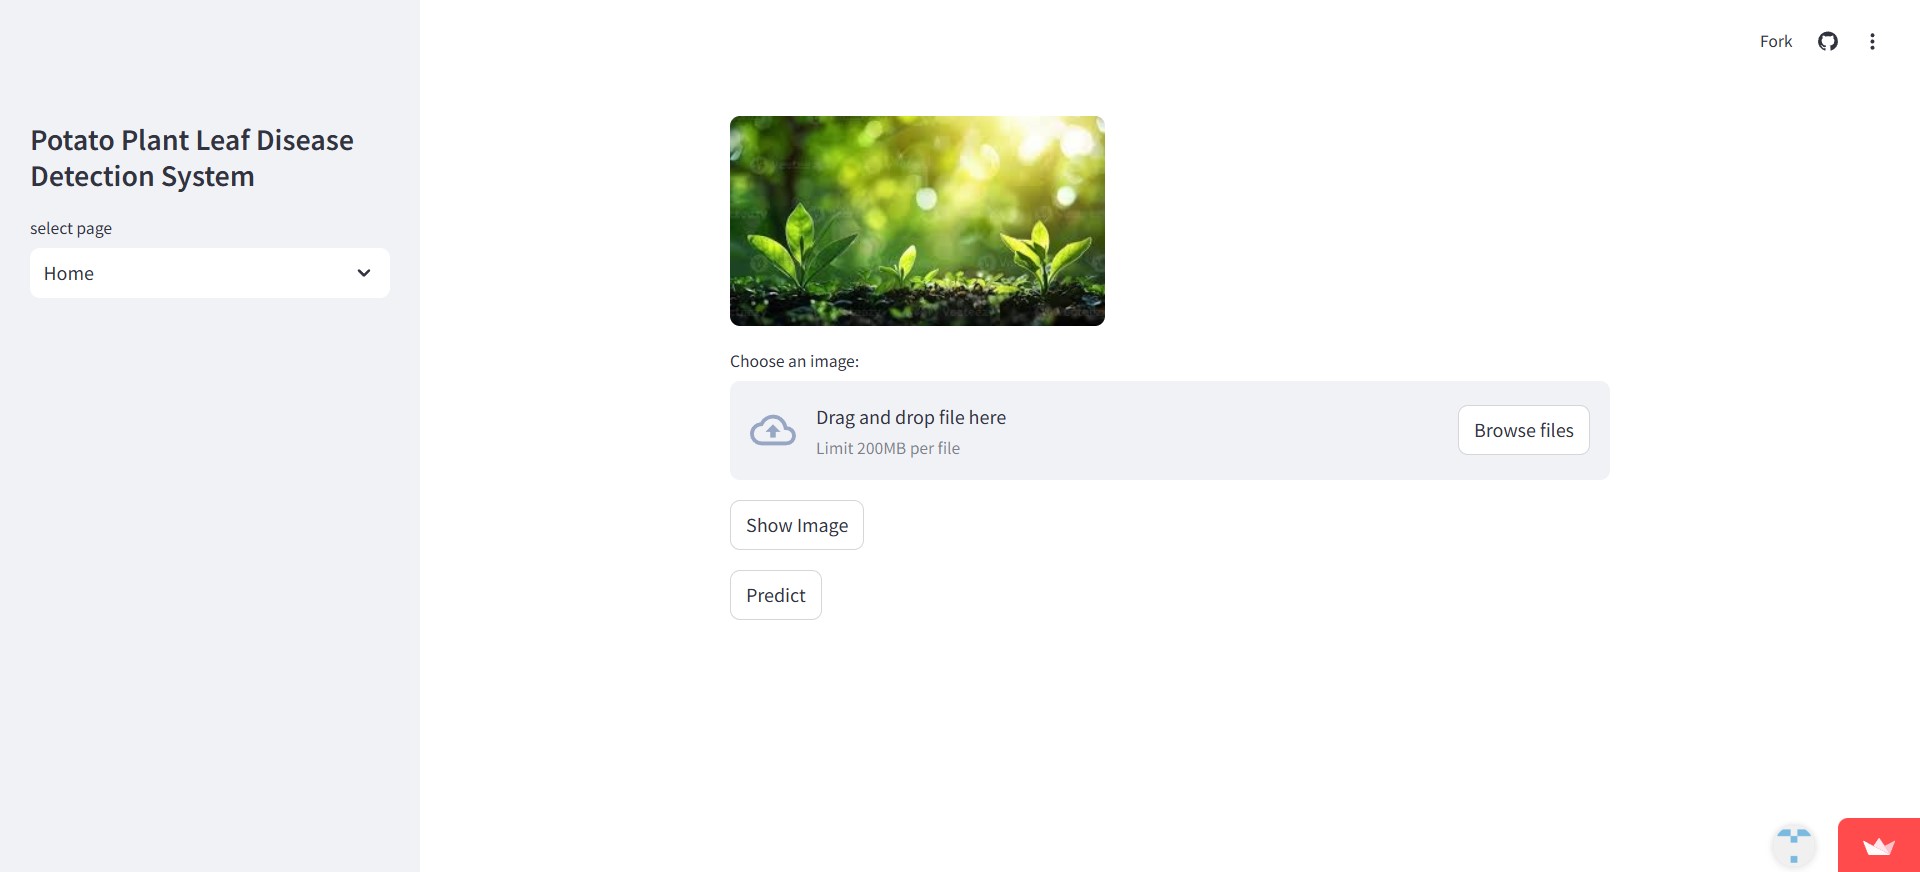 Fork
Potato Plant Leaf Disease
Detection System
select page
Home
Choose an image:
Drag and drop file here
Limit 200MB per file
Browse files
Show Image
Predict